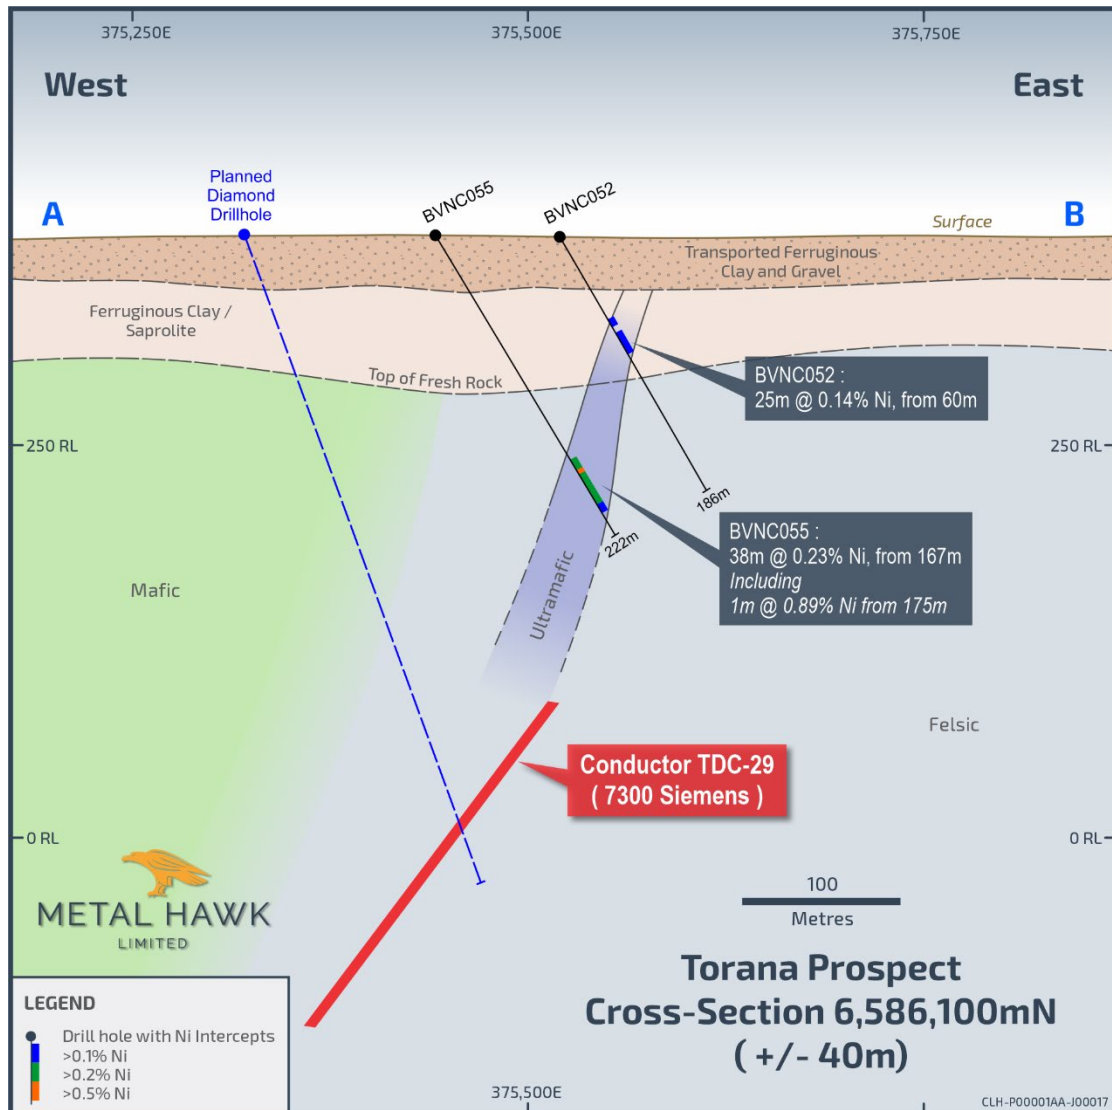 375,250E
375,500E
375,750E
West
East
Planned
Diamond
Drillhole
BVNC055
BVNC052
A
B
Surface
Transported Ferruginous
Clay and Gravel
Ferruginous Clay /
Saprolite
Top of Fresh Rock
BVNC052 :
25m @ 0.14% Ni, from 60m
250 RL
250 RL
186m
222m
BVNC055 :
38m @ 0.23% Ni, from 167m
Including
1m @ 0.89% Ni from 175m
Mafic
Ultramafic
Felsic
Conductor TDC-29
( 7300 Siemens )
0 RL
0 RL
METAL HAWK
LIMITED
100
Metres
Torana Prospect
Cross-Section 6,586,100mN
( +/- 40m)
LEGEND
Drill hole with Ni Intercepts
>0.1% Ni
>0.2% Ni
>0.5% Ni
375,500E
CLH-P00001AA-J00017